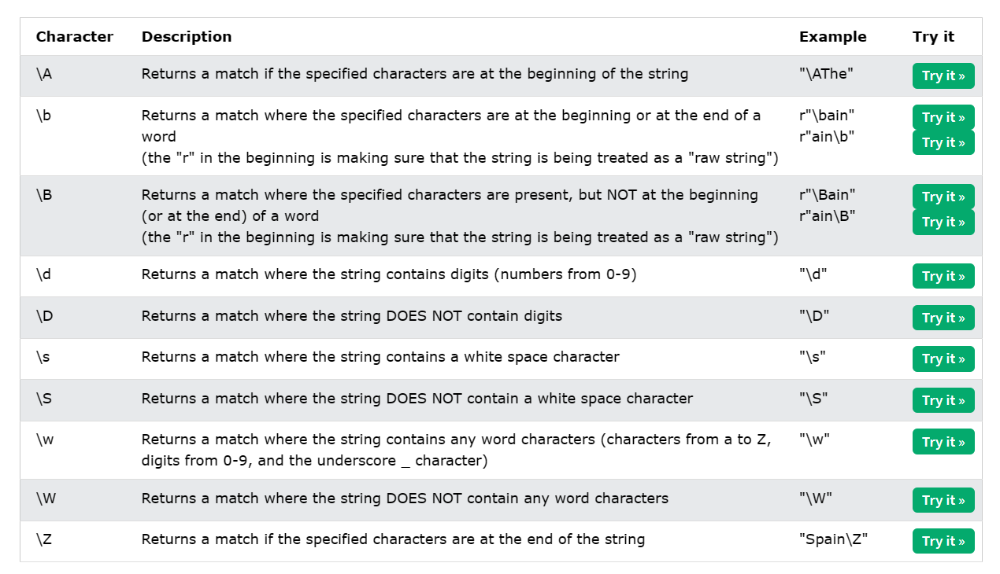 Character Description Example Try it
\A Returns a match if the specified characters are at the beginning of the string "\AThe" Try it »
\b Returns a match where the specified characters are at the beginning or at the end of a r"\bain" Try it »
word r"ain\b" Try it »
(the "r" in the beginning is making sure that the string is being treated as a "raw string")
\B Returns a match where the specified characters are present, but NOT at the beginning r"\Bain" Try it »
(or at the end) of a word r"ain\B" Try it »
(the "r" in the beginning is making sure that the string is being treated as a "raw string")
\d Returns a match where the string contains digits (numbers from 0-9) "\d" Try it »
\D Returns a match where the string DOES NOT contain digits "\D" Try it »
\s Returns a match where the string contains a white space character "\s" Try it »
\S Returns a match where the string DOES NOT contain a white space character "\S" Try it »
\w Returns a match where the string contains any word characters (characters from a to Z, "\w" Try it »
digits from 0-9, and the underscore _ character)
\W Returns a match where the string DOES NOT contain any word characters "\W" Try it »
\Z Returns a match if the specified characters are at the end of the string "Spain\Z" Try it »